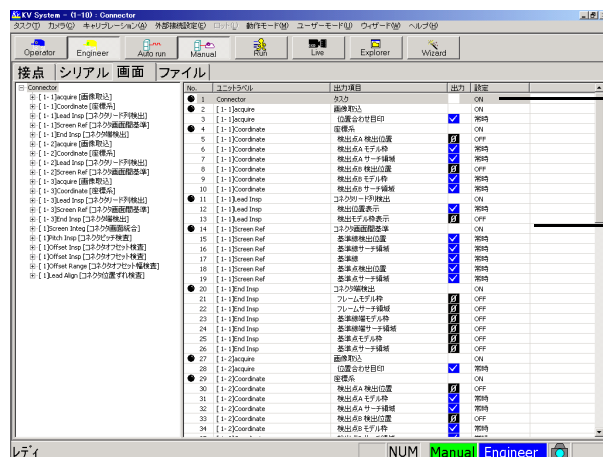 KV System - (1-10) : Connector
タスク(T) カメラ(C) キャリブレーション(A) 外部接続設定(E) ロット(L) 動作モード(M) ユーザーモード(U) ウィザード(W) ヘルプ(H)
Operator Engineer Auto run Manual Run Live Explorer Wizard
接点 シリアル 画面 ファイル
Connector
[ 1- 1]acquire [画像取込]
[ 1- 1]Coordinate [座標系]
[ 1- 1]Lead Insp [コネクタリード列検出]
[ 1- 1]Screen Ref [コネクタ画面間基準]
[ 1- 1]End Insp [コネクタ端検出]
[ 1- 2]acquire [画像取込]
[ 1- 2]Coordinate [座標系]
[ 1- 2]Lead Insp [コネクタリード列検出]
[ 1- 2]Screen Ref [コネクタ画面間基準]
[ 1- 3]acquire [画像取込]
[ 1- 3]Coordinate [座標系]
[ 1- 3]Lead Insp [コネクタリード列検出]
[ 1- 3]Screen Ref [コネクタ画面間基準]
[ 1- 3]End Insp [コネクタ端検出]
[ 1]Screen Integ [コネクタ画面統合]
[ 1]Pitch Insp [コネクタピッチ検査]
[ 1]Offset Insp [コネクタオフセット検査]
[ 1]Offset Insp [コネクタオフセット検査]
[ 1]Offset Range [コネクタオフセット幅検査]
[ 1]Lead Align [コネクタ位置ずれ検査]
No. ユニットラベル 出力項目 出力 設定
1 Connector タスク ON
2 [ 1- 1]acquire 画像取込 ON
3 [ 1- 1]acquire 位置合わせ目印 常時
4 [ 1- 1]Coordinate 座標系 ON
5 [ 1- 1]Coordinate 検出点A 検出位置 OFF
6 [ 1- 1]Coordinate 検出点A モデル枠 常時
7 [ 1- 1]Coordinate 検出点A サーチ領域 常時
8 [ 1- 1]Coordinate 検出点B 検出位置 OFF
9 [ 1- 1]Coordinate 検出点B モデル枠 常時
10 [ 1- 1]Coordinate 検出点B サーチ領域 常時
11 [ 1- 1]Lead Insp コネクタリード列検出 ON
12 [ 1- 1]Lead Insp 検出位置表示 常時
13 [ 1- 1]Lead Insp 検出モデル枠表示 OFF
14 [ 1- 1]Screen Ref コネクタ画面間基準 ON
15 [ 1- 1]Screen Ref 基準線検出位置 常時
16 [ 1- 1]Screen Ref 基準線サーチ領域 常時
17 [ 1- 1]Screen Ref 基準線 常時
18 [ 1- 1]Screen Ref 基準点検出位置 常時
19 [ 1- 1]Screen Ref 基準点サーチ領域 常時
20 [ 1- 1]End Insp コネクタ端検出 ON
21 [ 1- 1]End Insp フレームモデル枠 OFF
22 [ 1- 1]End Insp フレームサーチ領域 OFF
23 [ 1- 1]End Insp 基準線端モデル枠 OFF
24 [ 1- 1]End Insp 基準線端サーチ領域 OFF
25 [ 1- 1]End Insp 基準点モデル枠 OFF
26 [ 1- 1]End Insp 基準点サーチ領域 OFF
27 [ 1- 2]acquire 画像取込 ON
28 [ 1- 2]acquire 位置合わせ目印 常時
29 [ 1- 2]Coordinate 座標系 ON
30 [ 1- 2]Coordinate 検出点A 検出位置 OFF
31 [ 1- 2]Coordinate 検出点A モデル枠 常時
32 [ 1- 2]Coordinate 検出点A サーチ領域 常時
33 [ 1- 2]Coordinate 検出点B 検出位置 OFF
34 [ 1- 2]Coordinate 検出点B モデル枠 常時
レディ NUM Manual Engineer